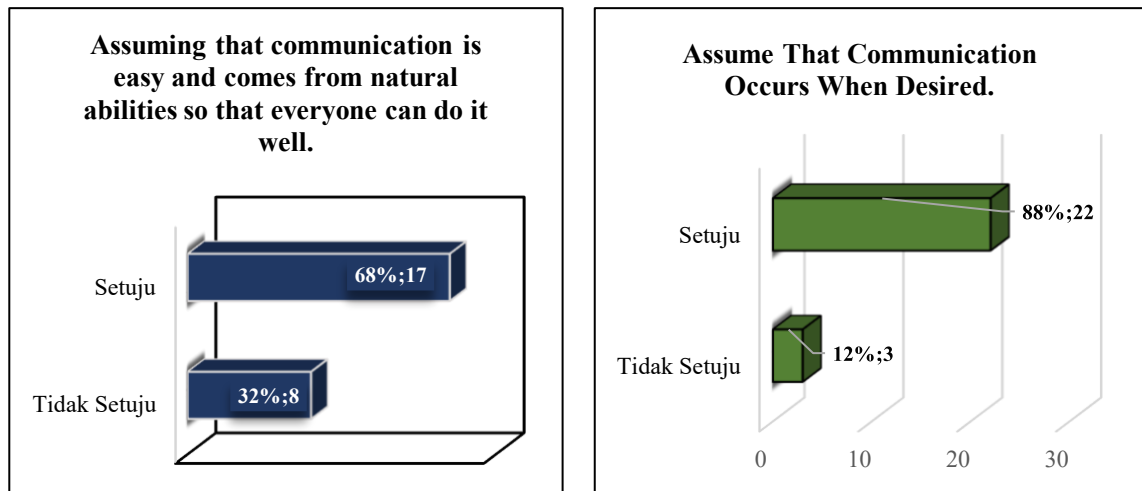 Assuming that communication is
easy and comes from natural
abilities so that everyone can do it
well.
Setuju
68%;17
Tidak Setuju
32%;8
Assume That Communication
Occurs When Desired.
Setuju
88%;22
Tidak Setuju
12%;3
0 10 20 30